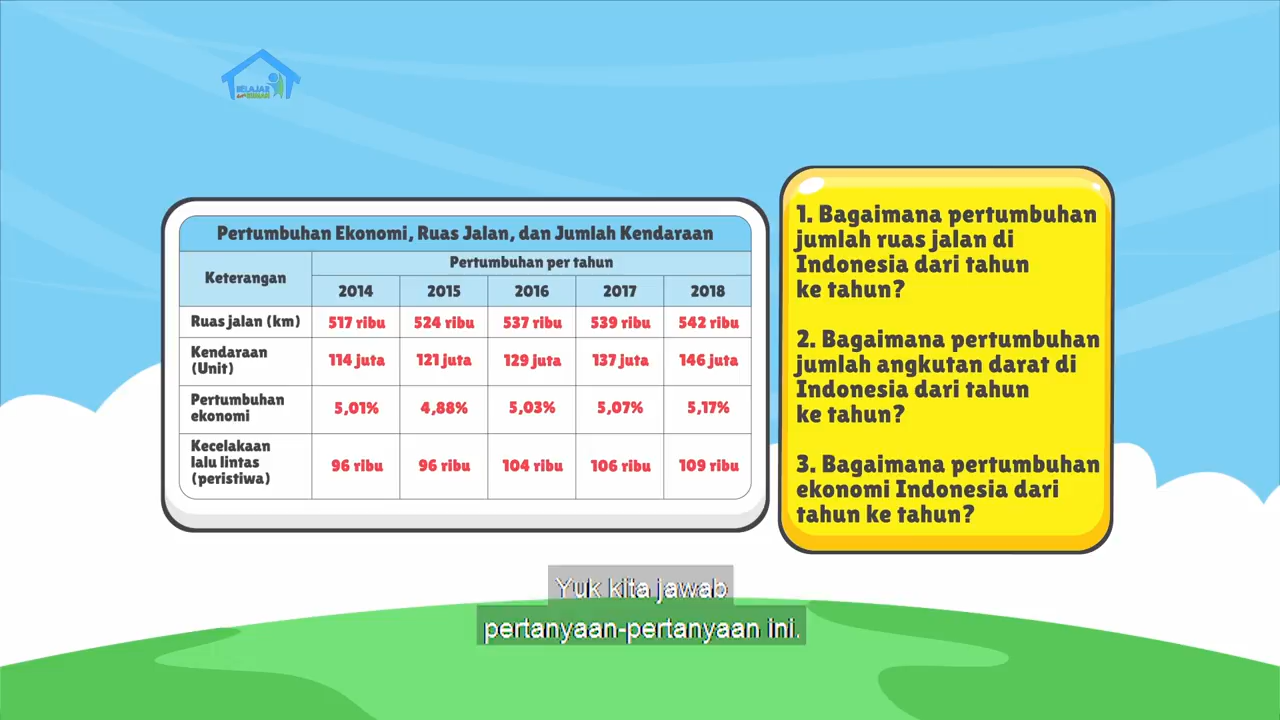 BELAJAR
dari RUMAH
Pertumbuhan Ekonomi, Ruas Jalan, dan Jumlah Kendaraan
Keterangan
Pertumbuhan per tahun
2014 2015 2016 2017 2018
Ruas jalan (km) 517 ribu 524 ribu 537 ribu 539 ribu 542 ribu
Kendaraan
(Unit) 114 juta 121 juta 129 juta 137 juta 146 juta
Pertumbuhan
ekonomi 5,01% 4,88% 5,03% 5,07% 5,17%
Kecelakaan
lalu lintas
(peristiwa) 96 ribu 96 ribu 104 ribu 106 ribu 109 ribu
1. Bagaimana pertumbuhan
jumlah ruas jalan di
Indonesia dari tahun
ke tahun?
2. Bagaimana pertumbuhan
jumlah angkutan darat di
Indonesia dari tahun
ke tahun?
3. Bagaimana pertumbuhan
ekonomi Indonesia dari
tahun ke tahun?
Yuk kita jawab
pertanyaan-pertanyaan ini.